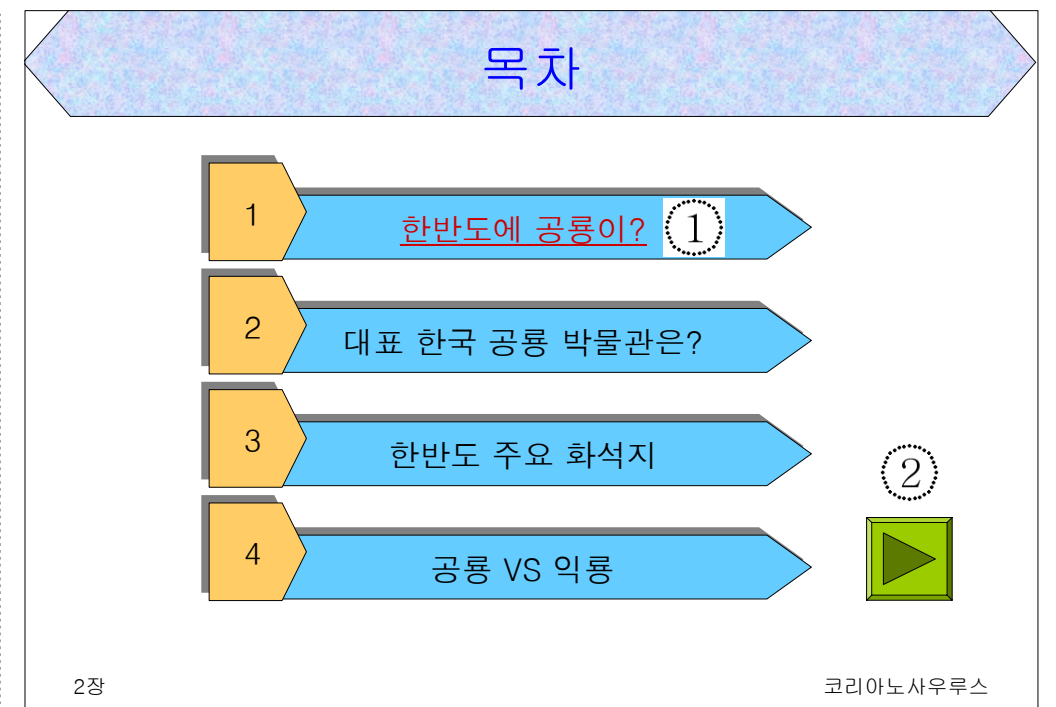 목차
1
한반도에 공룡이? ①
2
대표 한국 공룡 박물관은?
3
한반도 주요 화석지
②
4
공룡 VS 익룡
2장
코리아노사우루스